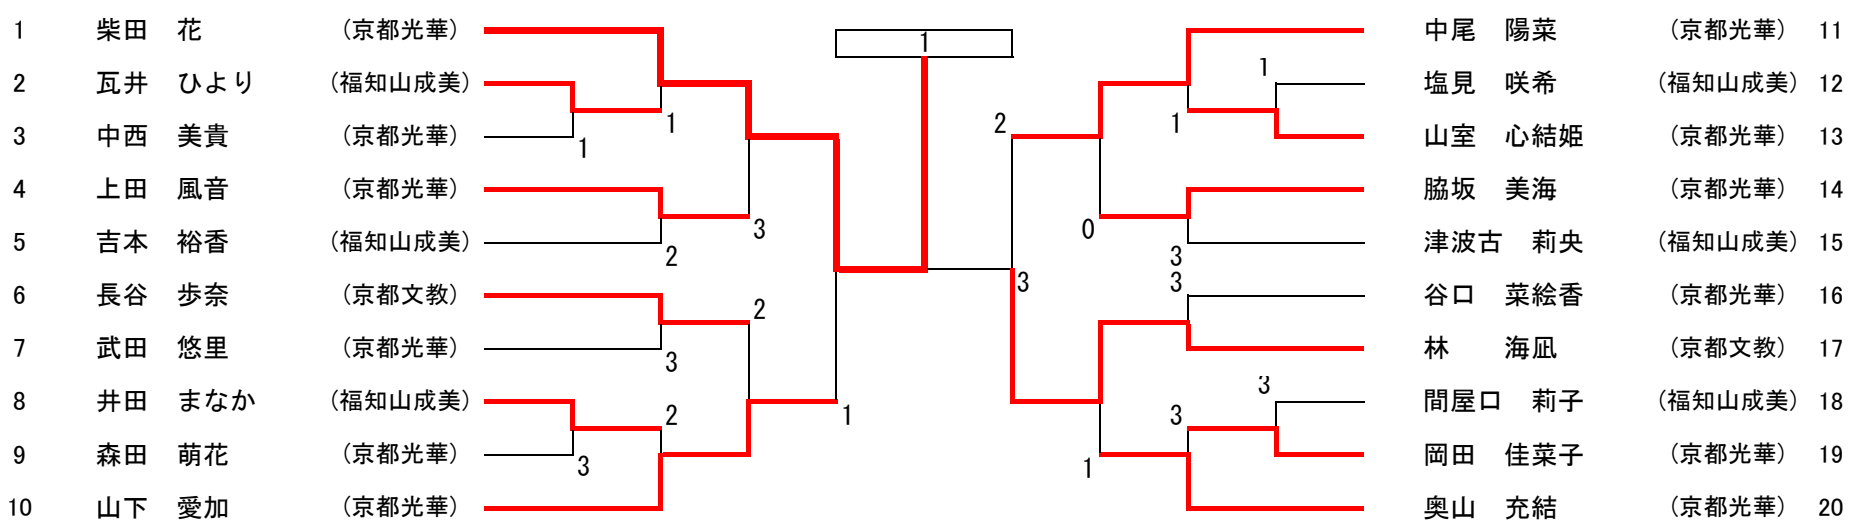 1 柴田 花 (京都光華) 1 中尾 陽菜 (京都光華) 11
2 瓦井 ひより (福知山成美) 1 塩見 咲希 (福知山成美) 12
1 2 1
3 中西 美貴 (京都光華) 1 山室 心結姫 (京都光華) 13
4 上田 風音 (京都光華) 脇坂 美海 (京都光華) 14
3 0
5 吉本 裕香 (福知山成美) 2 3 津波古 莉央 (福知山成美) 15
3 3
6 長谷 歩奈 (京都文教) 2 谷口 菜絵香 (京都光華) 16
7 武田 悠里 (京都光華) 3 林 海凪 (京都文教) 17
3
8 井田 まなか (福知山成美) 2 1 3 間屋口 莉子 (福知山成美) 18
9 森田 萌花 (京都光華) 3 1 岡田 佳菜子 (京都光華) 19
10 山下 愛加 (京都光華) 奥山 充結 (京都光華) 20